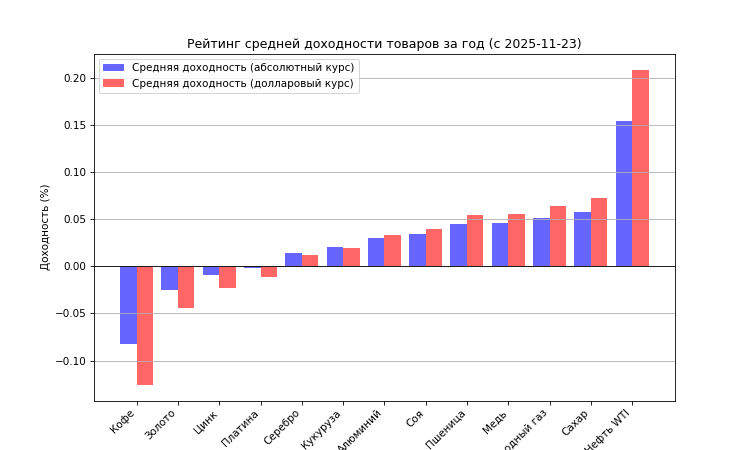 Рейтинг средней доходности товаров за год (с 2025-11-23)
Средняя доходность (абсолютный курс)
Средняя доходность (долларовый курс)
Доходность (%)
0.20
0.15
0.10
0.05
0.00
−0.05
−0.10
Кофе
Золото
Цинк
Платина
Серебро
Кукуруза
Алюминий
Соя
Пшеница
Медь
газ
Сахар
Нефть WTI